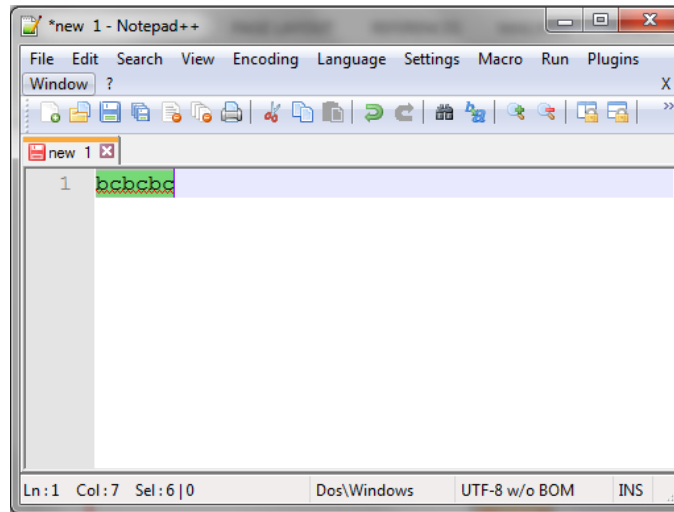 *new 1 - Notepad++
File Edit Search View Encoding Language Settings Macro Run Plugins
Window ? X
new 1
1 bcbcbc
Ln:1 Col:7 Sel:6|0 Dos\Windows UTF-8 w/o BOM INS